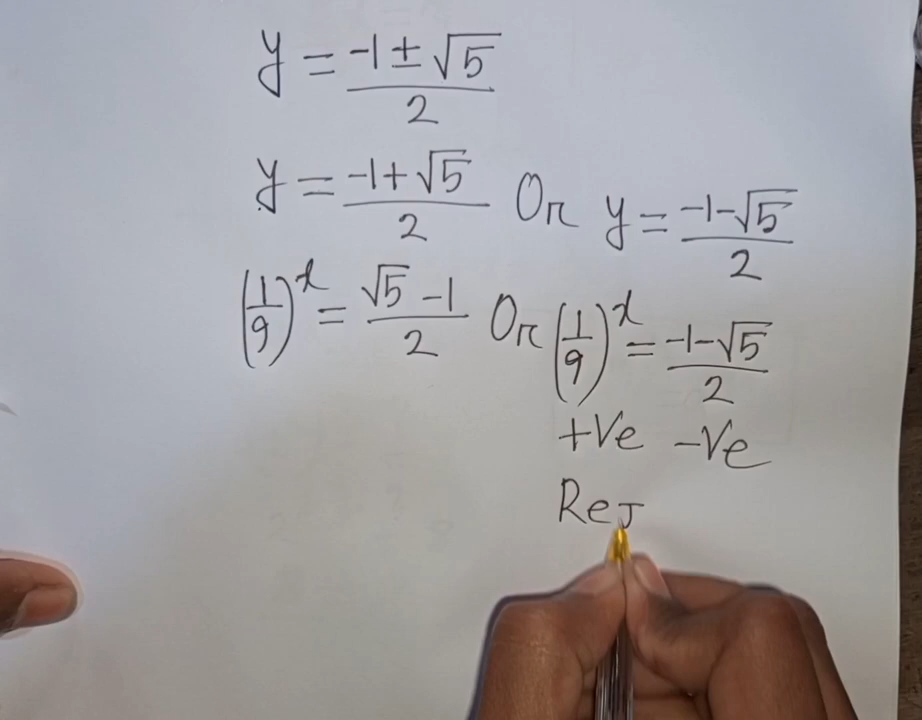 y = (-1 ± √5)/2
y = (-1 + √5)/2 Or y = (-1 - √5)/2
(1/9)^x = (√5 - 1)/2 Or (1/9)^x = (-1 - √5)/2
+Ve -Ve
Rej